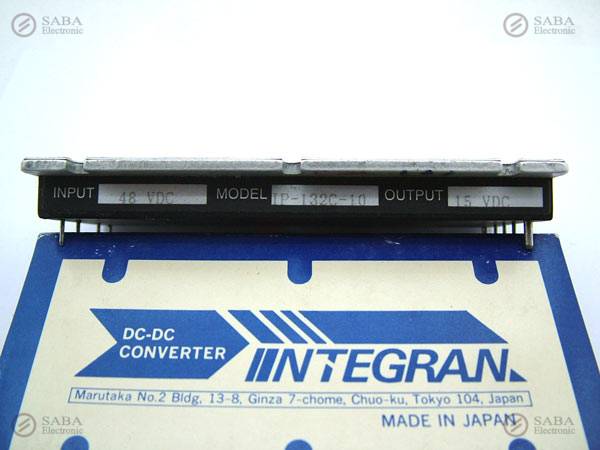 SABA
Electronic
SABA
Electronic
INPUT 48 VDC MODEL IP-132C-10 OUTPUT 15 VDC
DC-DC
CONVERTER
INTEGRAN
Marutaka No.2 Bldg, 13-8, Ginza 7-chome, Chuo-ku, Tokyo 104, Japan
MADE IN JAPAN
SABA
Electronic
SABA
Electronic